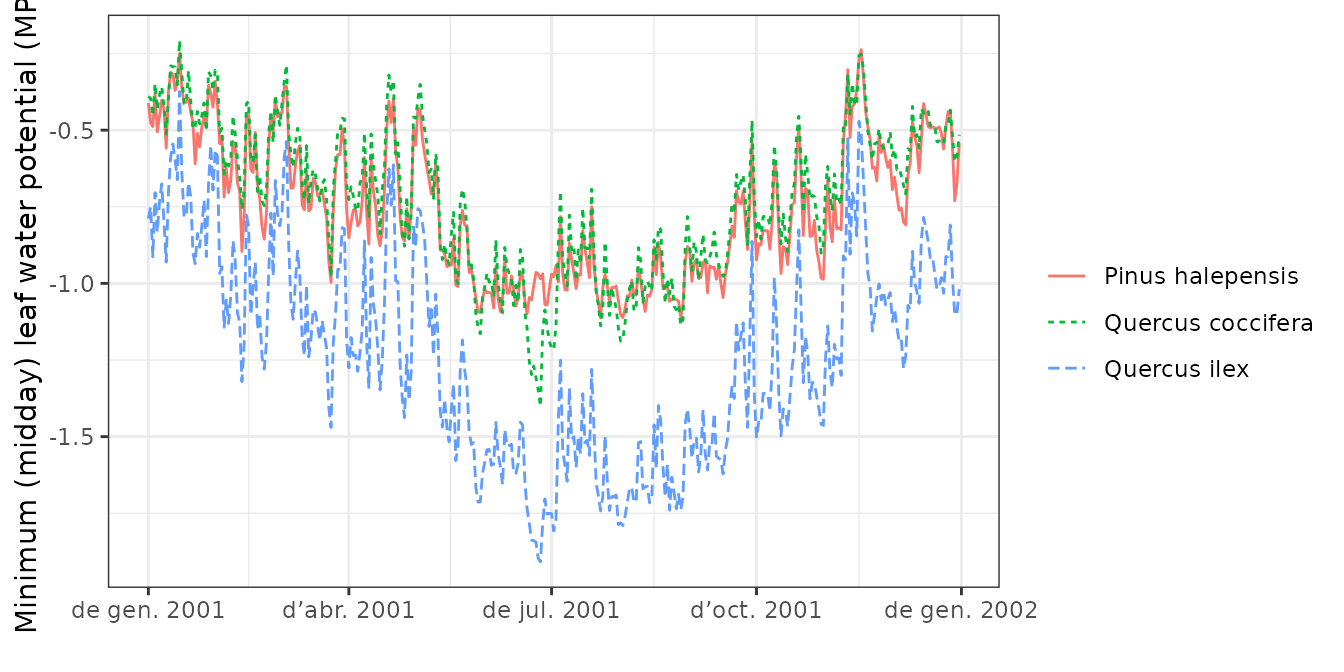 Minimum (midday) leaf water potential (MP
-0.5
-1.0
-1.5
de gen. 2001
d’abr. 2001
de jul. 2001
d’oct. 2001
de gen. 2002
Pinus halepensis
Quercus coccifera
Quercus ilex